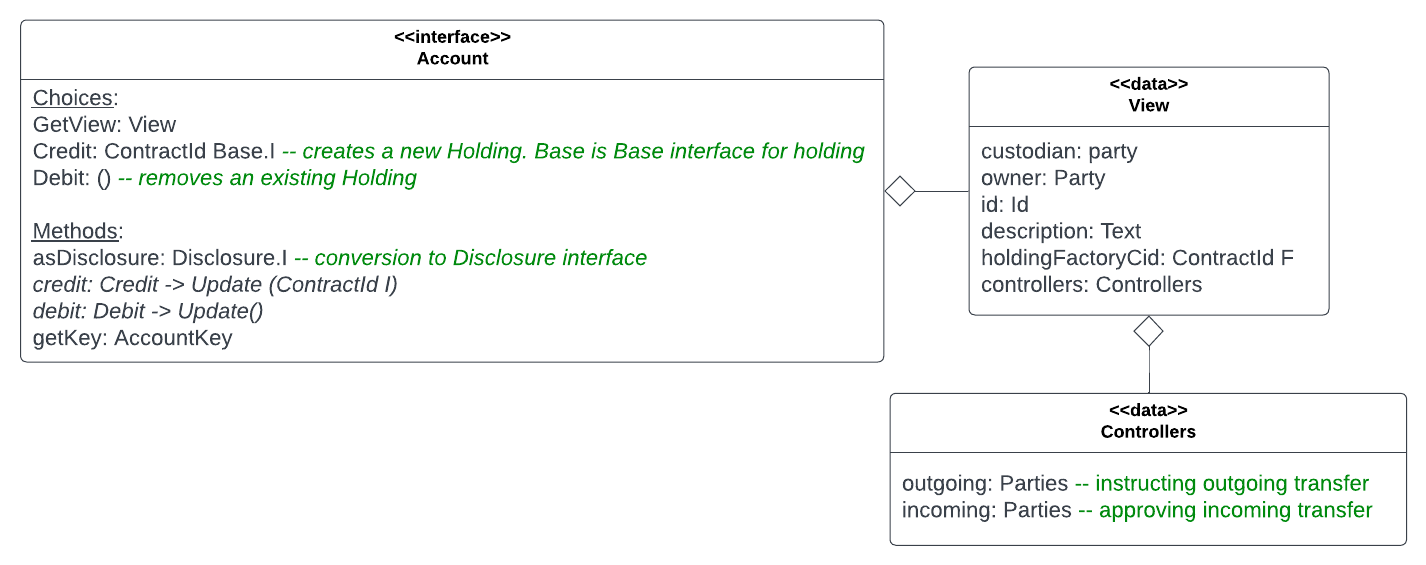 <<interface>>
Account
Choices:
GetView: View
Credit: ContractId Base.I -- creates a new Holding. Base is Base interface for holding
Debit: () -- removes an existing Holding
Methods:
asDisclosure: Disclosure.I -- conversion to Disclosure interface
credit: Credit -> Update (ContractId I)
debit: Debit -> Update()
getKey: AccountKey
<<data>>
View
custodian: party
owner: Party
id: Id
description: Text
holdingFactoryCid: ContractId F
controllers: Controllers
<<data>>
Controllers
outgoing: Parties -- instructing outgoing transfer
incoming: Parties -- approving incoming transfer